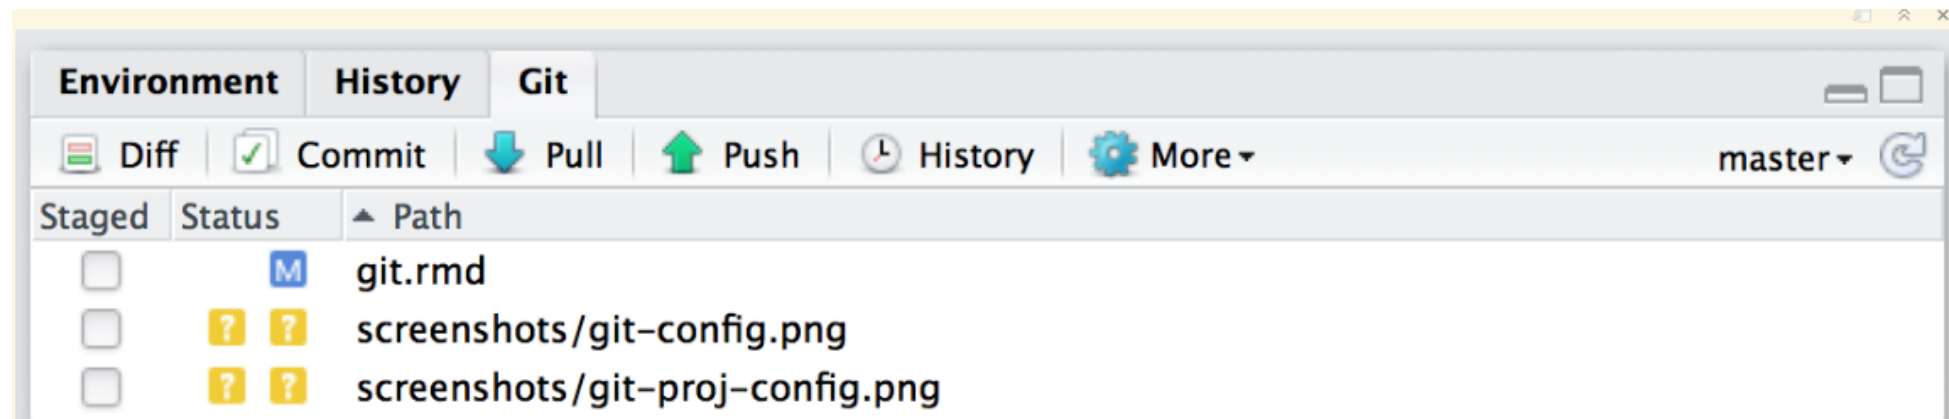 Environment History Git
Diff Commit Pull Push History More master
Staged Status Path
M git.rmd
? ? screenshots/git-config.png
? ? screenshots/git-proj-config.png